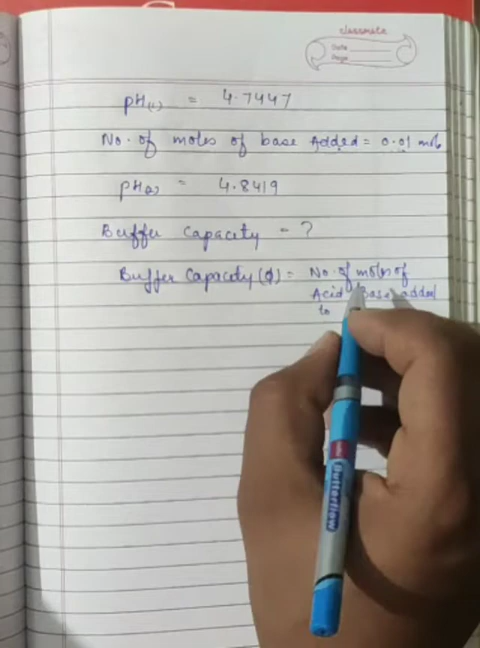 classmate
Date
Page
pH(1) = 4.7447
No. of moles of base Added = 0.01 mol
pH(2) = 4.8419
Buffer Capacity = ?
Buffer Capacity (φ) = No. of moles of
Acid Base added
to
Butterflow